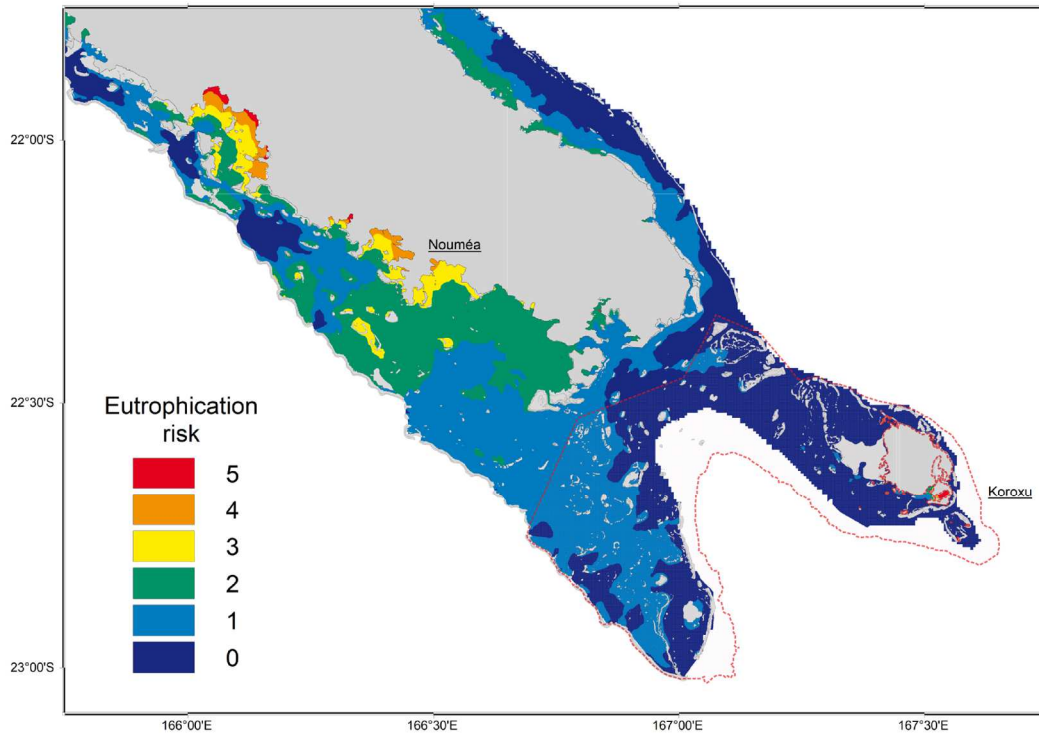 22°00'S
22°30'S
23°00'S
Nouméa
Koroxu
Eutrophication
risk
5
4
3
2
1
0
166°00'E
166°30'E
167°00'E
167°30'E